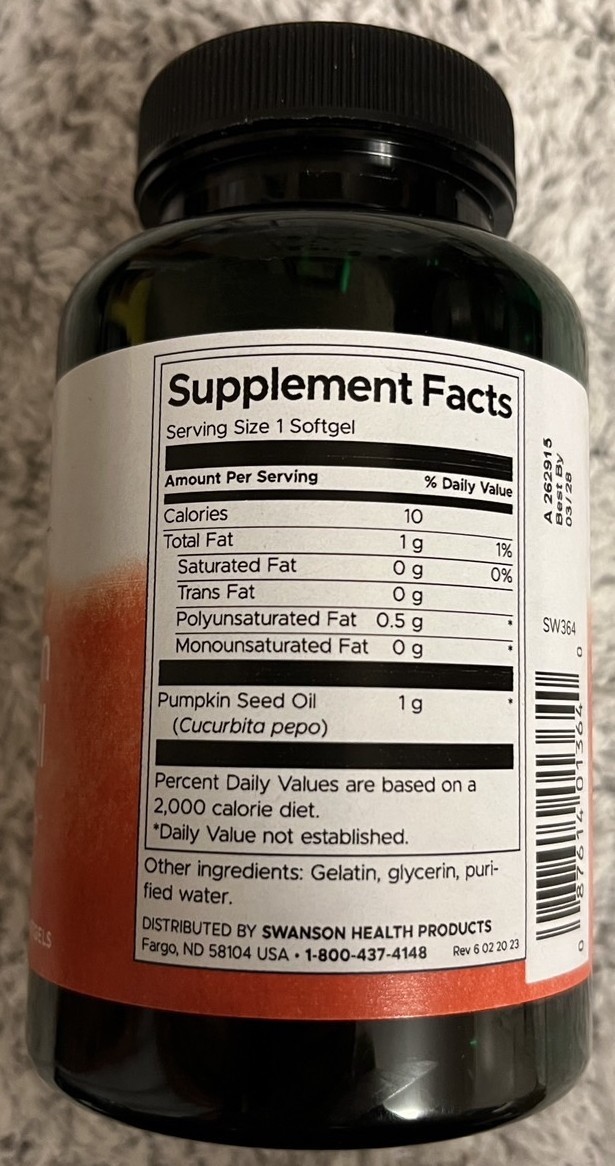 Supplement Facts
Serving Size 1 Softgel
Amount Per Serving % Daily Value
Calories 10
Total Fat 1 g 1%
Saturated Fat 0 g 0%
Trans Fat 0 g
Polyunsaturated Fat 0.5 g *
Monounsaturated Fat 0 g *
Pumpkin Seed Oil 1 g *
(Cucurbita pepo)
Percent Daily Values are based on a
2,000 calorie diet.
*Daily Value not established.
Other ingredients: Gelatin, glycerin, puri-
fied water.
DISTRIBUTED BY SWANSON HEALTH PRODUCTS
Fargo, ND 58104 USA • 1-800-437-4148 Rev 6 02 20 23
A 262915
Best By
03/28
SW364
0 87614 01364 0